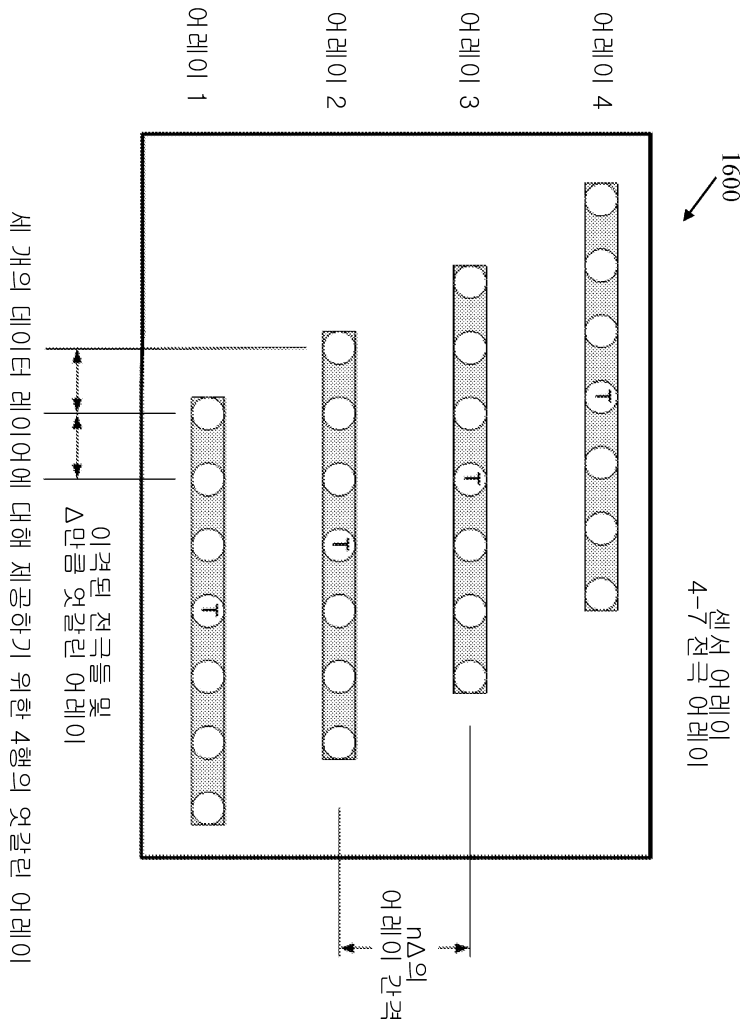 1600
센서 어레이
4-7 전극 어레이
어레이 4
어레이 3
어레이 2
어레이 1
T
T
T
T
n△의
어레이 간격
이격된 전극들 및
△만큼 엇갈린 어레이
세 개의 데이터 레이어에 대해 제공하기 위한 4행의 엇갈린 어레이